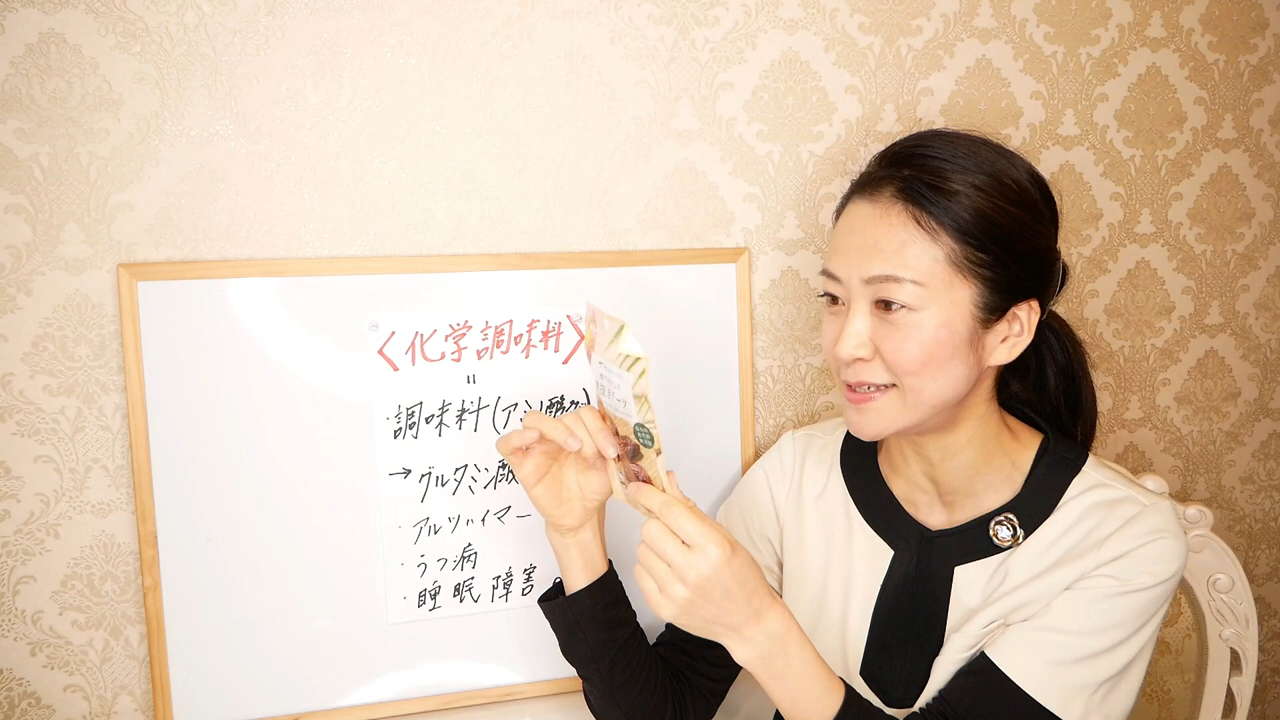 〈化学調味料〉
〃
・調味料(アミノ酸
→グルタミン酸
・アルツハイマー
・うつ病
・睡眠障害